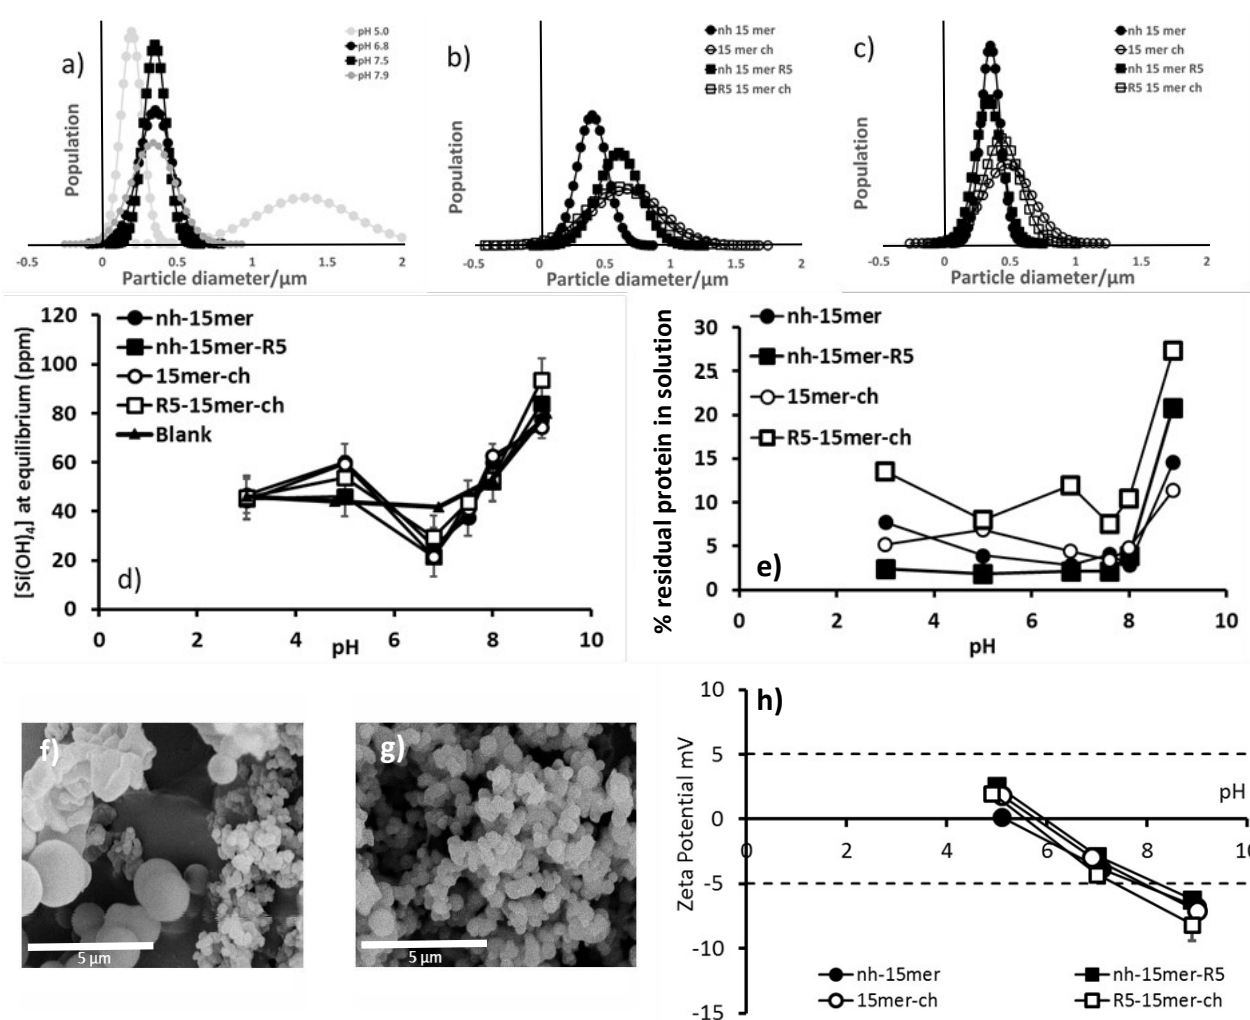 a)
pH 5.0
pH 6.8
pH 7.5
pH 7.9
Population
-0.5 0 0.5 1 1.5 2
Particle diameter/μm
b)
nh 15 mer
15 mer ch
nh 15 mer R5
R5 15 mer ch
Population
-0.5 0 0.5 1 1.5 2
Particle diameter/μm
c)
nh 15 mer
15 mer ch
nh 15 mer R5
R5 15 mer ch
Population
-0.5 0 0.5 1 1.5 2
Particle diameter/μm
[Si(OH)4] at equilibrium (ppm)
120
100
80
60
40
20
0
nh-15mer
nh-15mer-R5
15mer-ch
R5-15mer-ch
Blank
d)
0 2 4 6 8 10
pH
% residual protein in solution
30
25
20
15
10
5
0
nh-15mer
nh-15mer-R5
15mer-ch
R5-15mer-ch
e)
0 2 4 6 8 10
pH
f)
5 μm
g)
5 μm
h)
Zeta Potential mV
10
5
0
-5
-10
-15
pH
0 2 4 6 8 10
nh-15mer
nh-15mer-R5
15mer-ch
R5-15mer-ch